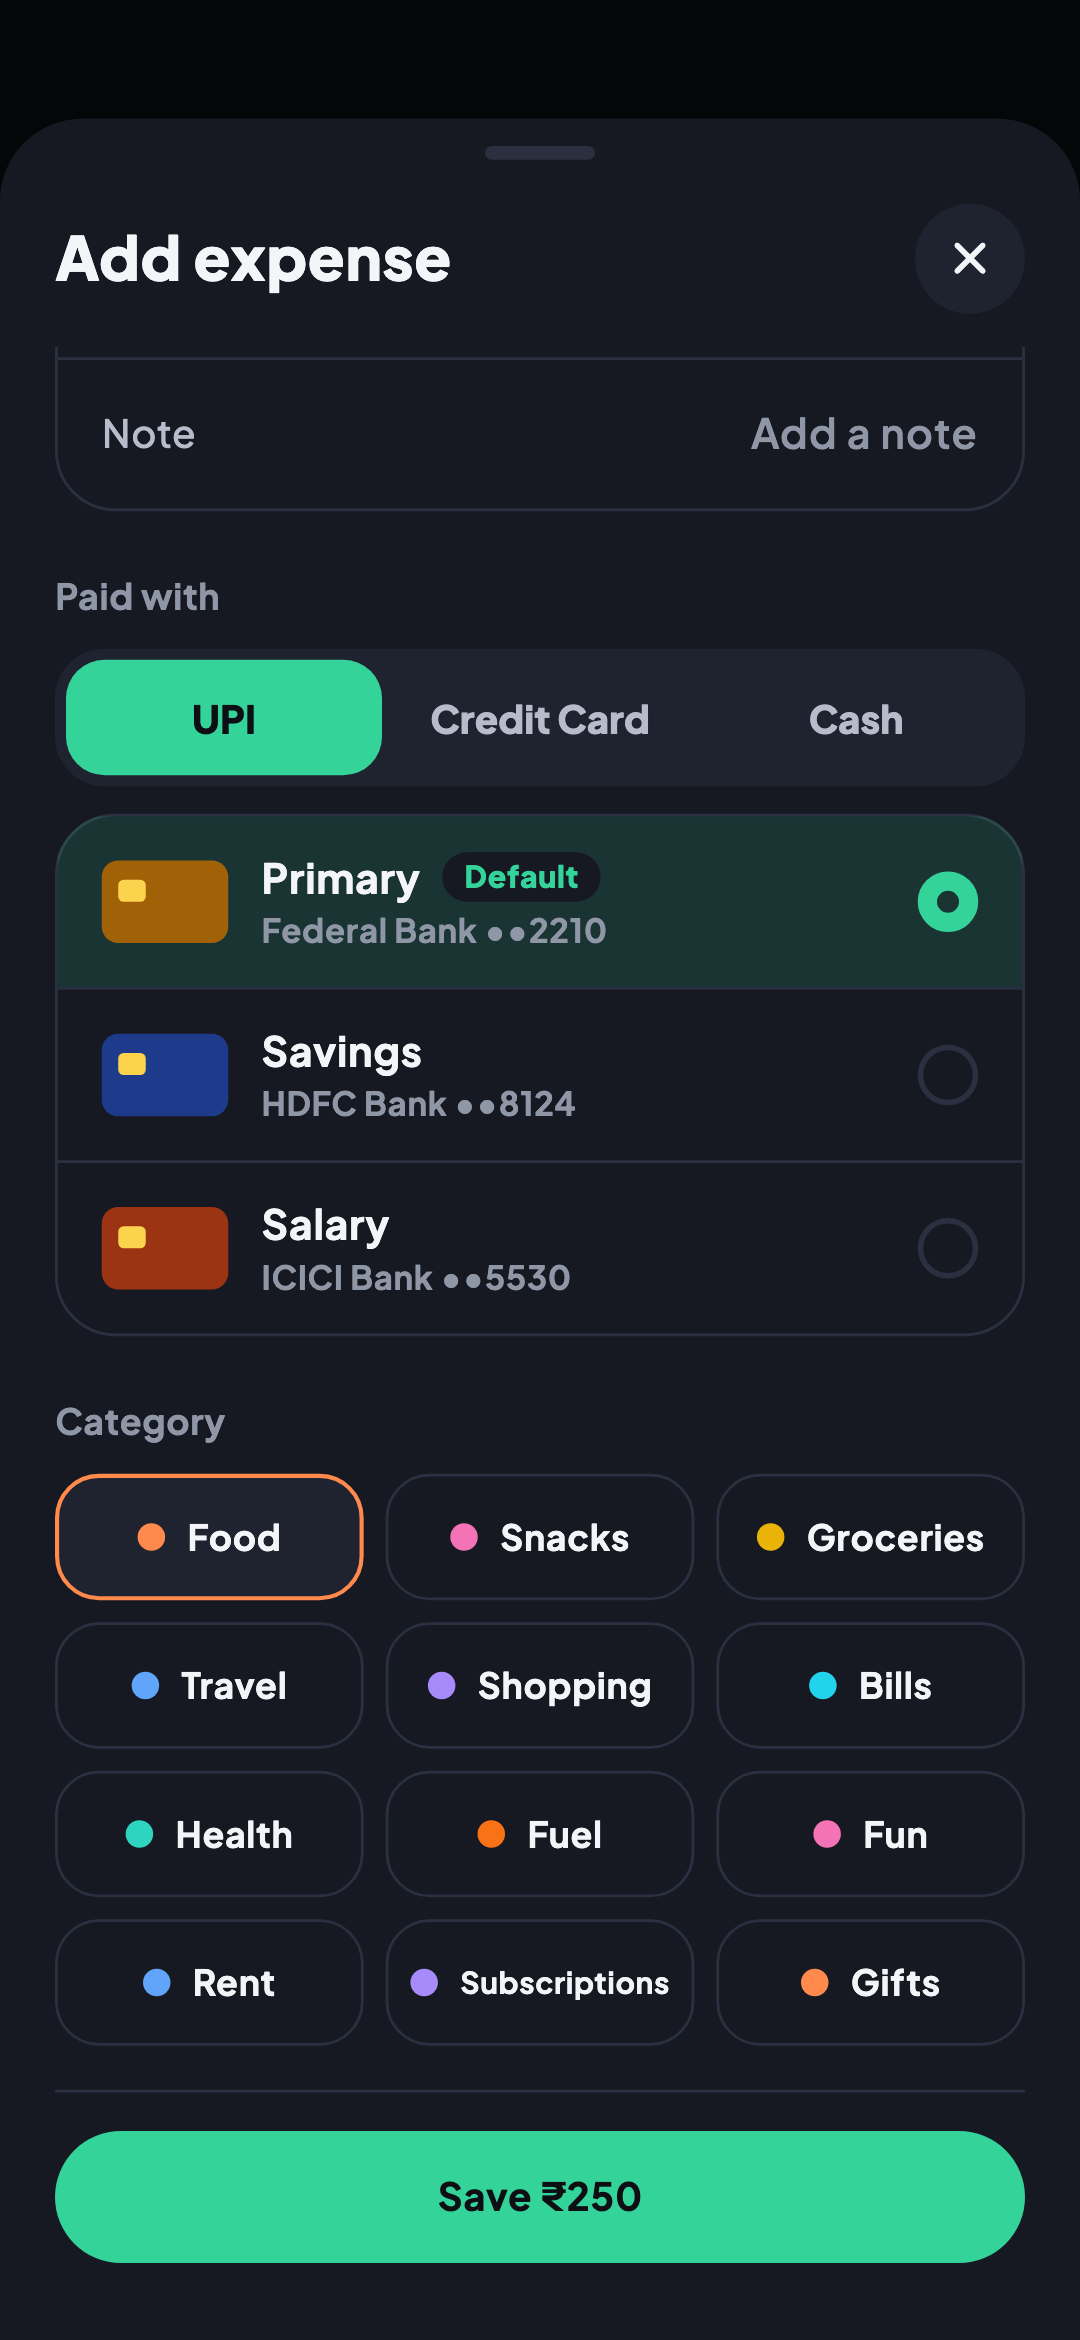 Add expense
Note
Add a note
Paid with
UPI
Credit Card
Cash
Primary
Default
Federal Bank ••2210
Savings
HDFC Bank ••8124
Salary
ICICI Bank ••5530
Category
Food
Snacks
Groceries
Travel
Shopping
Bills
Health
Fuel
Fun
Rent
Subscriptions
Gifts
Save ₹250